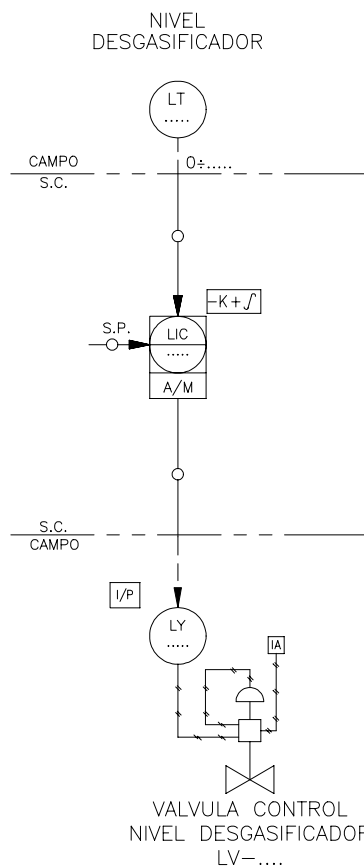 NIVEL
DESGASIFICADOR
LT
.....
CAMPO
0÷.....
S.C.
-K+∫
S.P.
LIC
.....
A/M
S.C.
CAMPO
I/P
LY
.....
IA
VALVULA CONTROL
NIVEL DESGASIFICADOR
LV-....